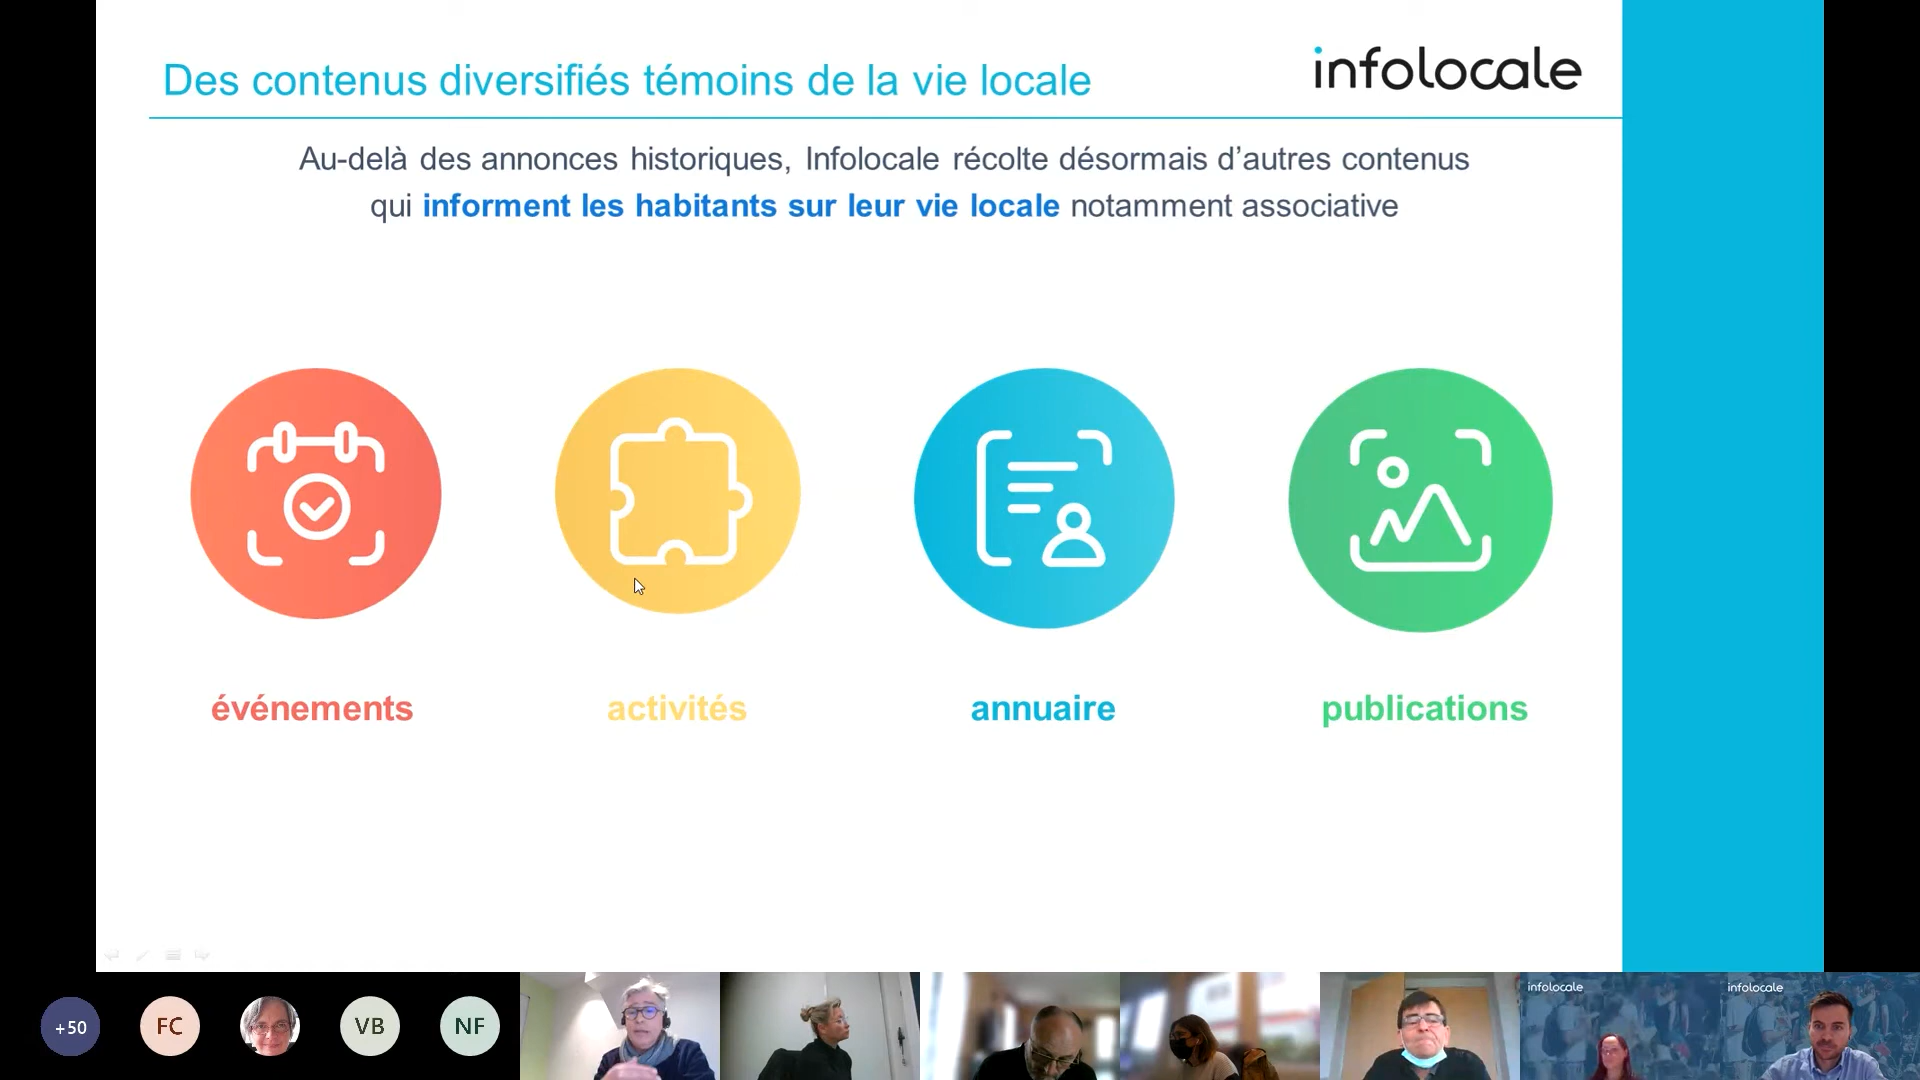 Des contenus diversifiés témoins de la vie locale
infolocale
Au-delà des annonces historiques, Infolocale récolte désormais d’autres contenus
qui informent les habitants sur leur vie locale notamment associative
événements
activités
annuaire
publications
+50
FC
VB
NF
infolocale
infolocale